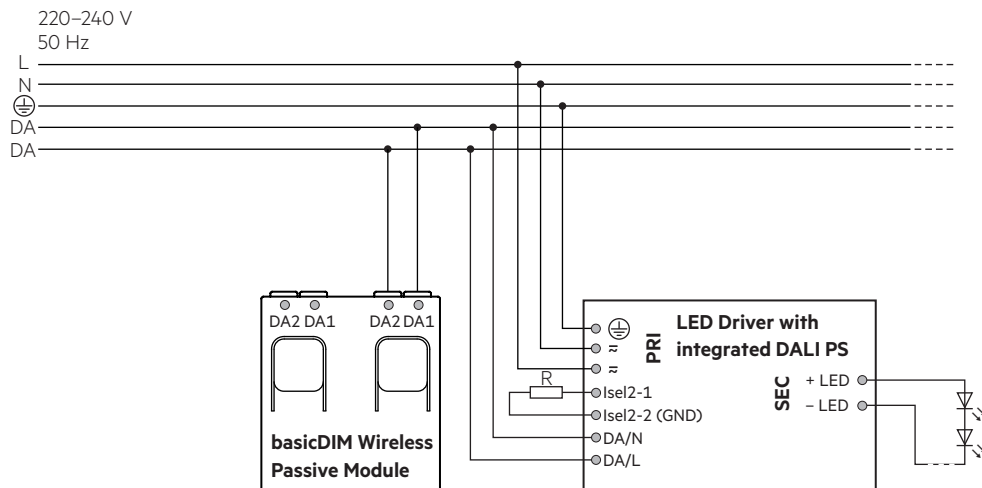 220–240 V
50 Hz
L
N
DA
DA
DA2 DA1 DA2 DA1
basicDIM Wireless
Passive Module
LED Driver with
integrated DALI PS
PRI
≂
≂
R
Isel2-1
Isel2-2 (GND)
DA/N
DA/L
SEC
+ LED
– LED